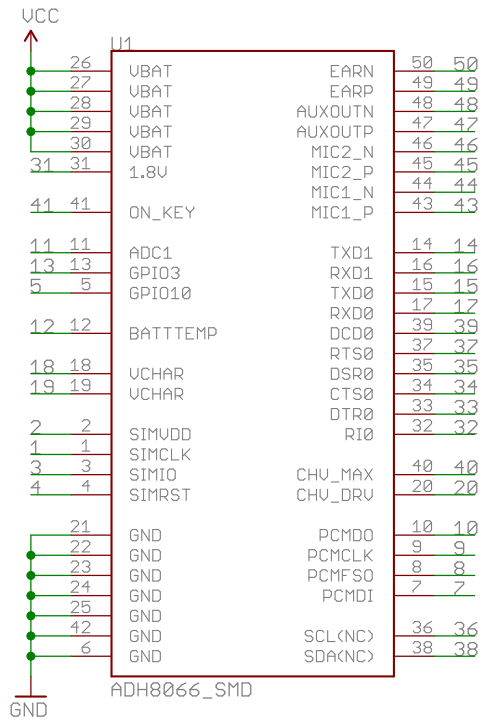 VCC
U1
26 VBAT EARN 50 50
27 VBAT EARP 49 49
28 VBAT AUXOUTN 48 48
29 VBAT AUXOUTP 47 47
30 VBAT MIC2_N 46 46
31 31 1.8V MIC2_P 45 45
MIC1_N 44 44
41 41 ON_KEY MIC1_P 43 43
11 11 ADC1 TXD1 14 14
13 13 GPIO3 RXD1 16 16
5 5 GPIO10 TXD0 15 15
RXD0 17 17
12 12 BATTTEMP DCD0 39 39
RTS0 37 37
18 18 VCHAR DSR0 35 35
19 19 VCHAR CTS0 34 34
DTR0 33 33
2 2 SIMVDD RI0 32 32
1 1 SIMCLK
3 3 SIMIO CHV_MAX 40 40
4 4 SIMRST CHV_DRV 20 20
21 GND PCMDO 10 10
22 GND PCMCLK 9 9
23 GND PCMFSO 8 8
24 GND PCMDI 7 7
25 GND
42 GND SCL(NC) 36 36
6 GND SDA(NC) 38 38
ADH8066_SMD
GND